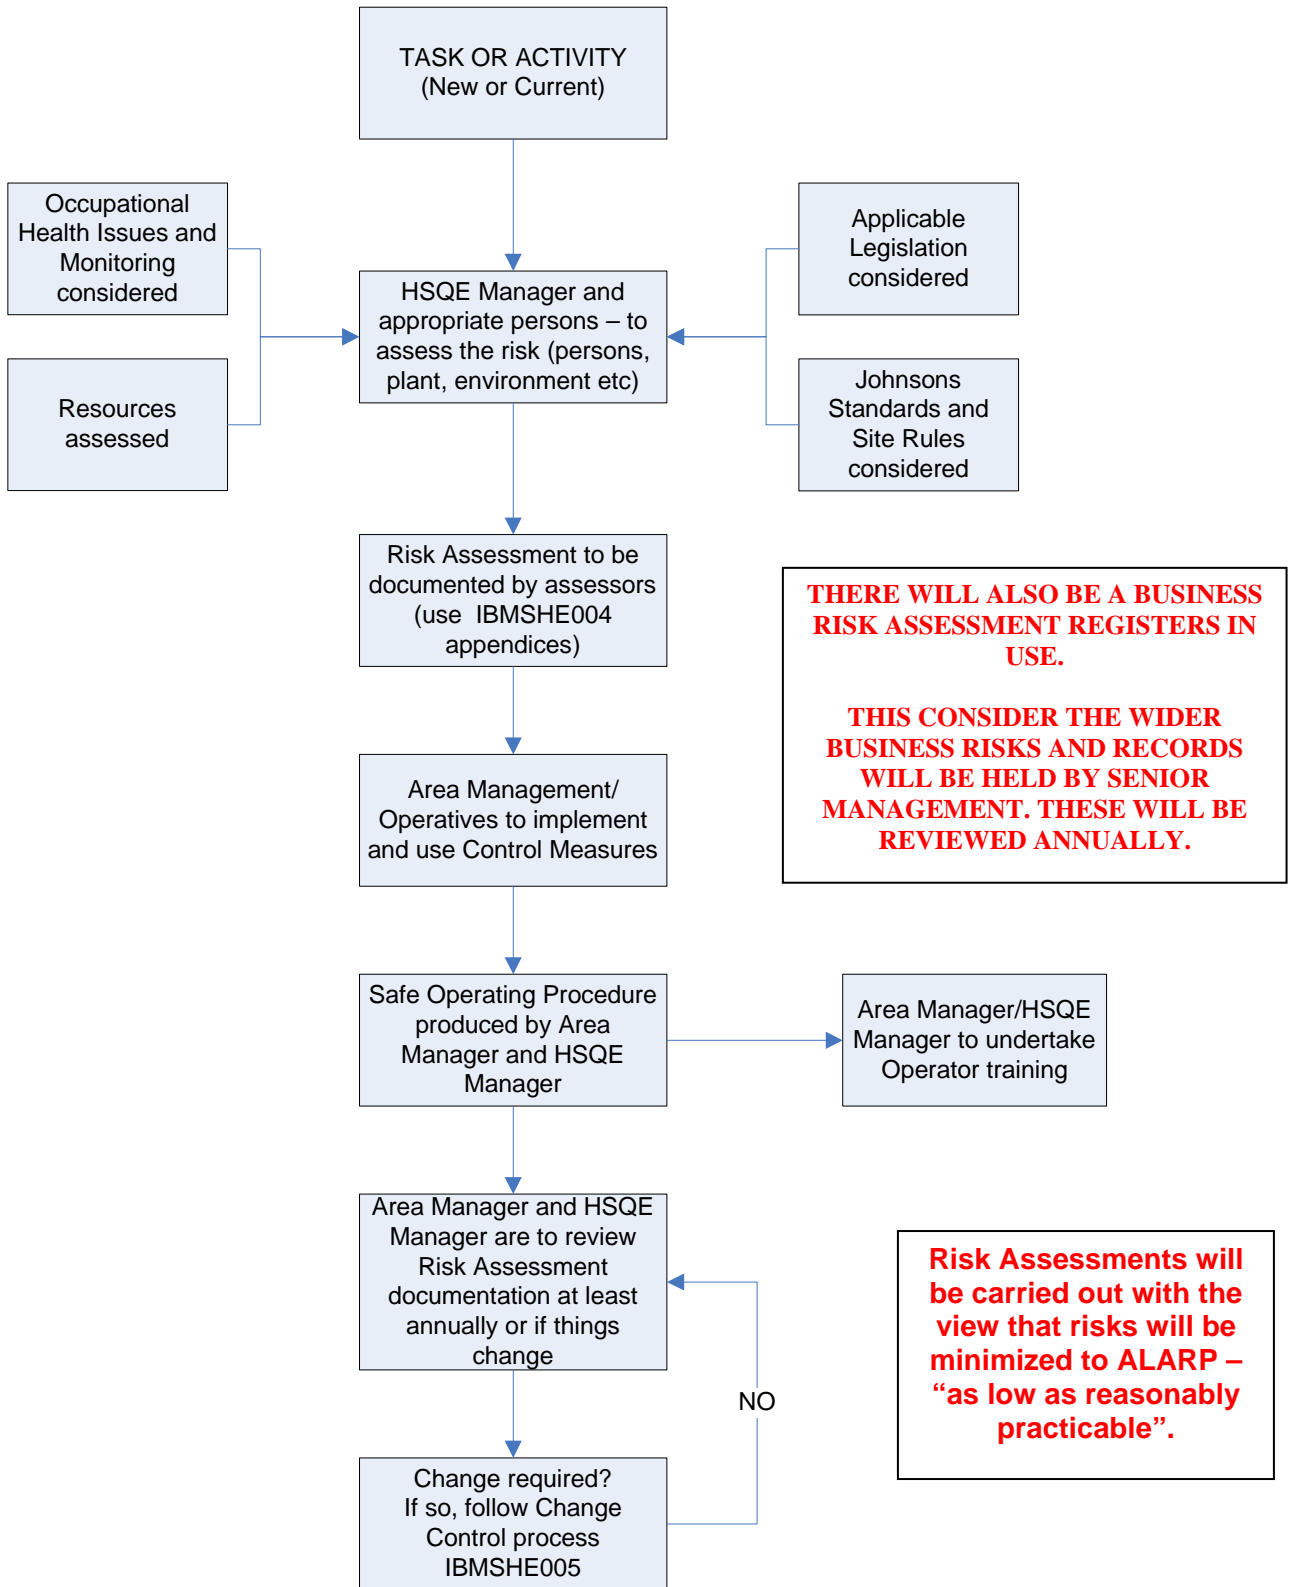 TASK OR ACTIVITY
(New or Current)
Occupational
Health Issues and
Monitoring
considered
Applicable
Legislation
considered
HSQE Manager and
appropriate persons – to
assess the risk (persons,
plant, environment etc)
Resources
assessed
Johnsons
Standards and
Site Rules
considered
Risk Assessment to be
documented by assessors
(use  IBMSHE004
appendices)
THERE WILL ALSO BE A BUSINESS
RISK ASSESSMENT REGISTERS IN
USE.
THIS CONSIDER THE WIDER
BUSINESS RISKS AND RECORDS
WILL BE HELD BY SENIOR
MANAGEMENT. THESE WILL BE
REVIEWED ANNUALLY.
Area Management/
Operatives to implement
and use Control Measures
Safe Operating Procedure
produced by Area
Manager and HSQE
Manager
Area Manager/HSQE
Manager to undertake
Operator training
Area Manager and HSQE
Manager are to review
Risk Assessment
documentation at least
annually or if things
change
Risk Assessments will
be carried out with the
view that risks will be
minimized to ALARP –
“as low as reasonably
practicable”.
NO
Change required?
If so, follow Change
Control process
IBMSHE005